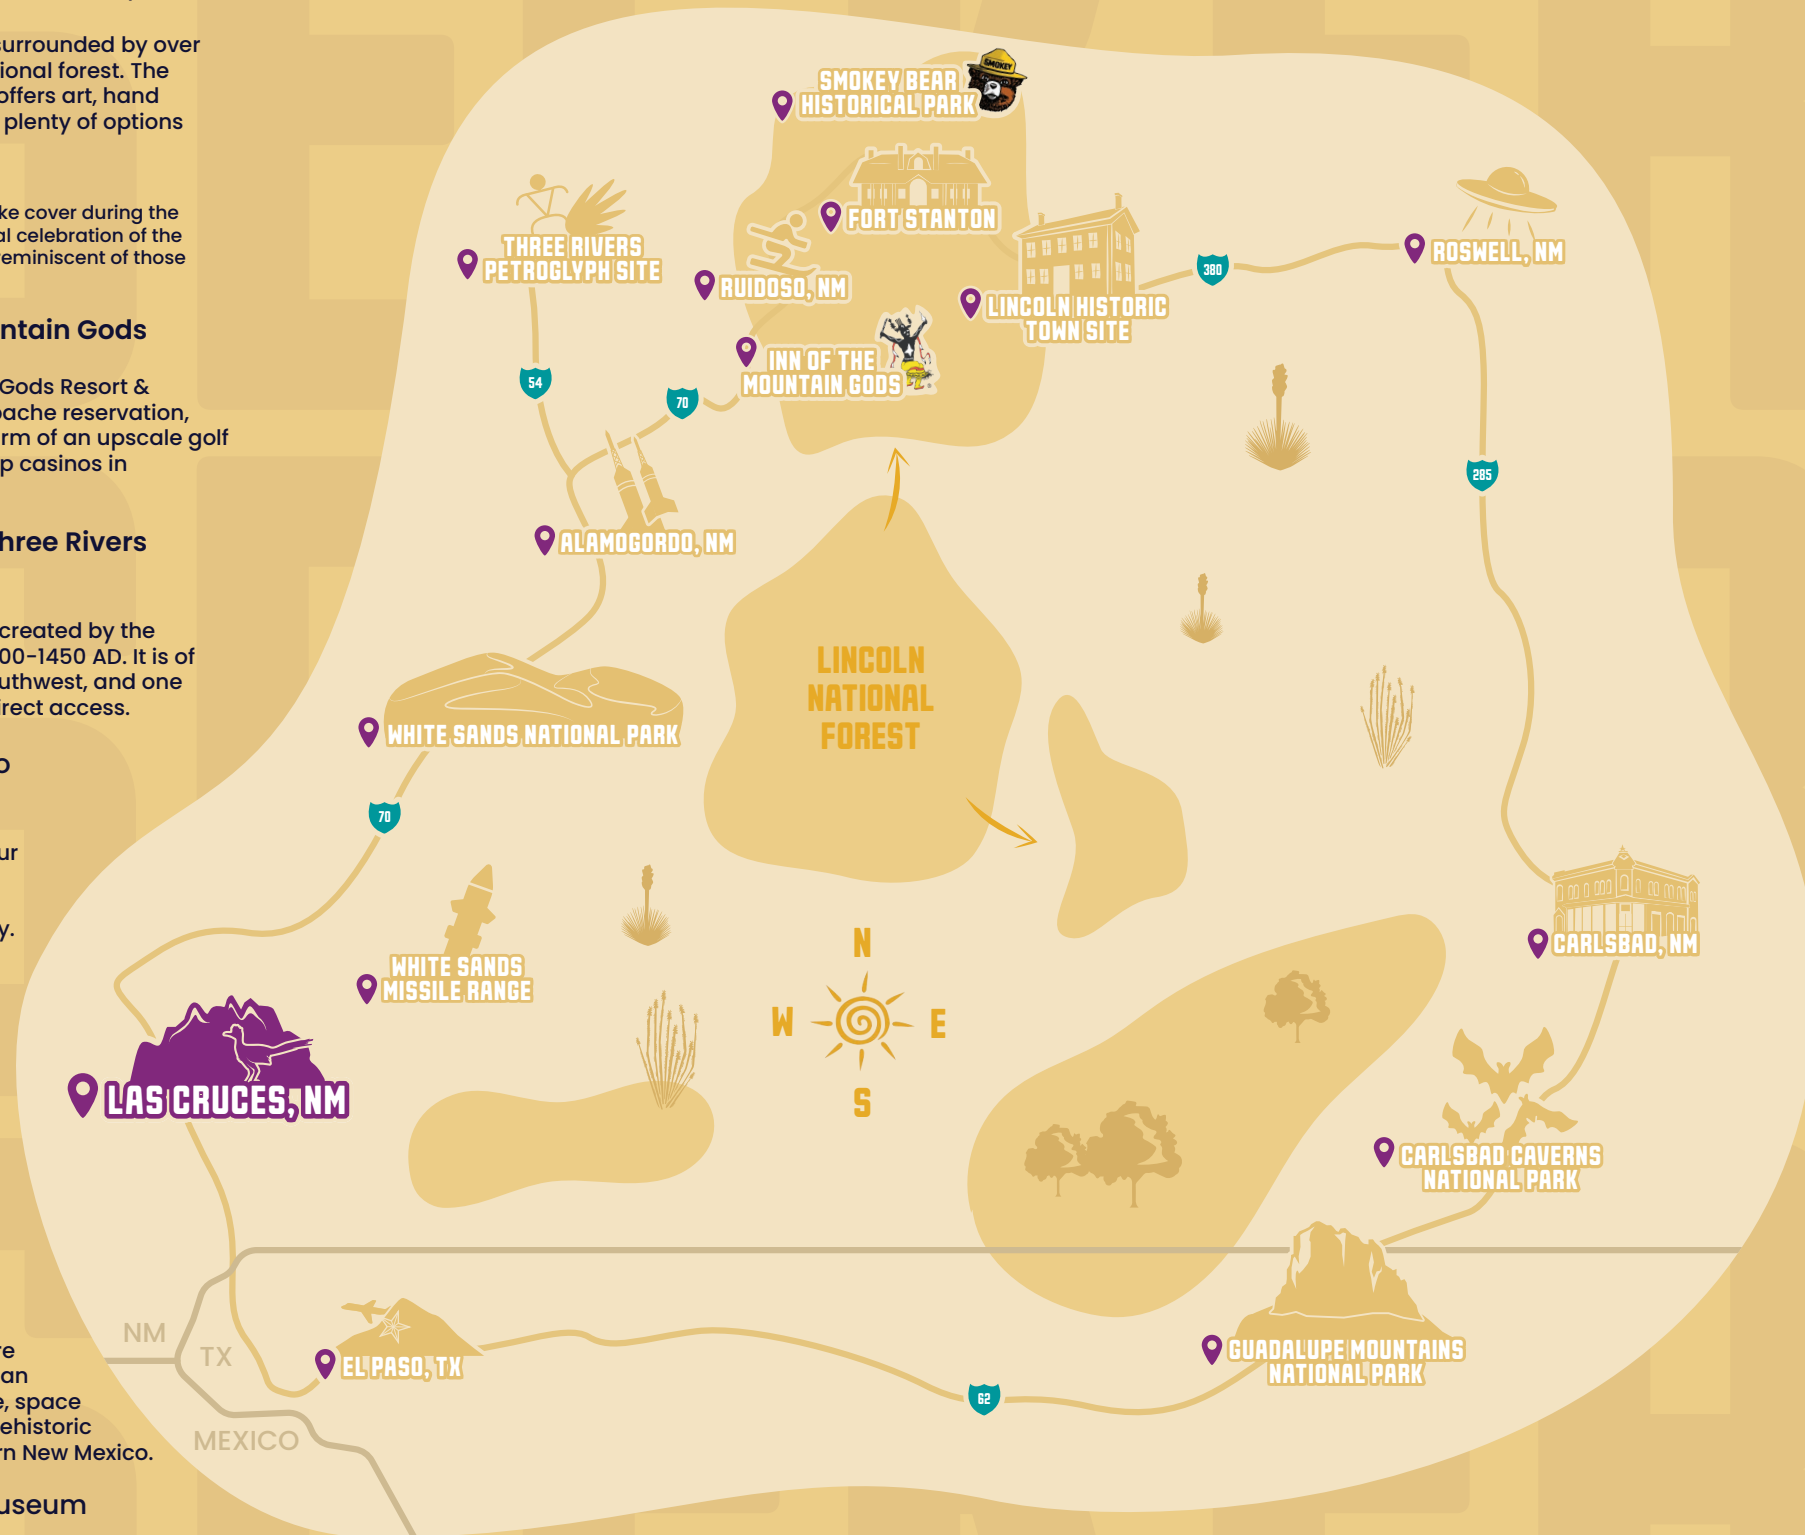 surrounded by over
ional forest. The
offers art, hand
plenty of options
ke cover during the
al celebration of the
reminiscent of those
ntain Gods
Gods Resort &
pache reservation,
rm of an upscale golf
p casinos in
hree Rivers
created by the
00-1450 AD. It is of
uthwest, and one
irect access.
o
ur
y.
re
an
e, space
ehistoric
rn New Mexico.
useum
SMOKEY
SMOKEY BEAR
HISTORICAL PARK
FORT STANTON
THREE RIVERS
PETROGLYPH SITE
RUIDOSO, NM
LINCOLN HISTORIC
TOWN SITE
380
ROSWELL, NM
INN OF THE
MOUNTAIN GODS
54
70
285
ALAMOGORDO, NM
LINCOLN
NATIONAL
FOREST
WHITE SANDS NATIONAL PARK
70
WHITE SANDS
MISSILE RANGE
N
W
E
S
CARLSBAD, NM
LAS CRUCES, NM
CARLSBAD CAVERNS
NATIONAL PARK
NM
TX
MEXICO
EL PASO, TX
62
GUADALUPE MOUNTAINS
NATIONAL PARK